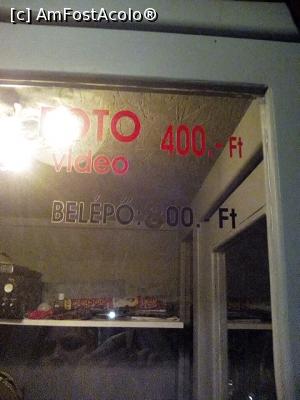 [c] AmFostAcolo®
FOTO 400.- Ft
video
BELÉPŐ: 800.- Ft